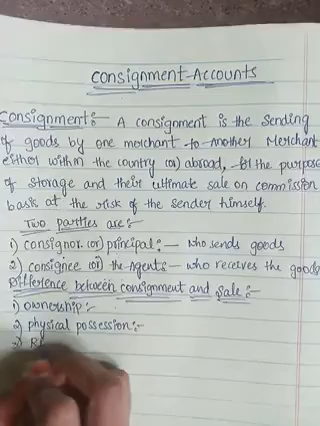 Consignment Accounts
Consignment:- A consignment is the sending
of goods by one merchant to another Merchant
either within the country (or) abroad, for the purpose
of storage and their ultimate sale on commission
basis at the risk of the sender himself.
Two parties are:-
1) consignor (or) principal:- who sends goods
2) consignee (or) the Agents - who receives the goods
Difference between consignment and sale:-
1) ownership:-
2) physical possession:-